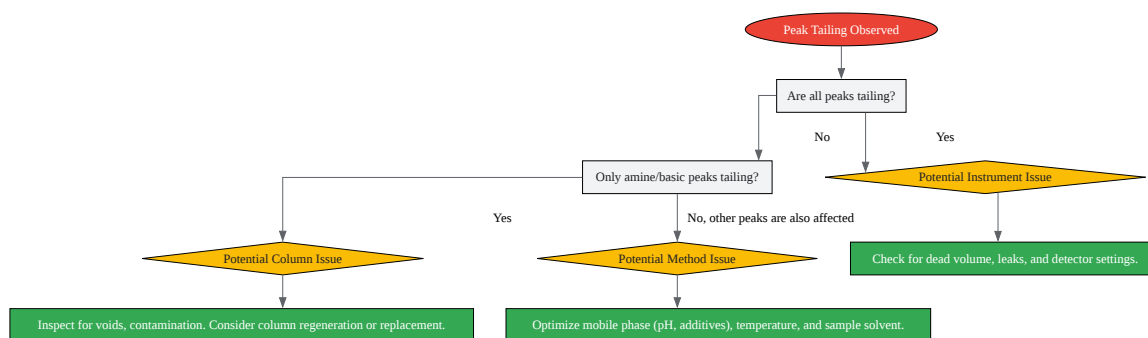 Peak Tailing Observed
Are all peaks tailing?
No
Yes
Only amine/basic peaks tailing?
Potential Instrument Issue
Yes
No, other peaks are also affected
Potential Column Issue
Potential Method Issue
Check for dead volume, leaks, and detector settings.
Inspect for voids, contamination. Consider column regeneration or replacement.
Optimize mobile phase (pH, additives), temperature, and sample solvent.